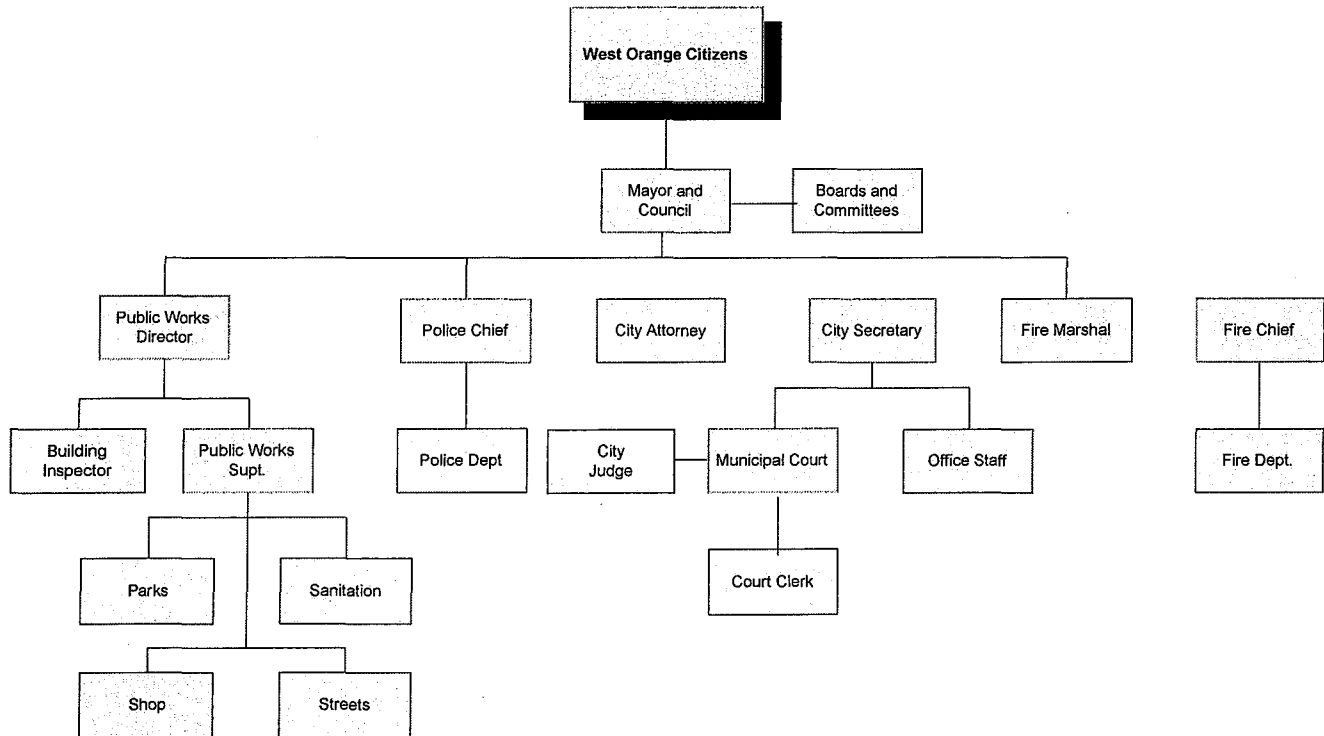 West Orange Citizens
Mayor and
Council
Boards and
Committees
Public Works
Director
Police Chief
City Attorney
City Secretary
Fire Marshal
Fire Chief
Building
Inspector
Public Works
Supt.
Police Dept
City
Judge
Municipal Court
Office Staff
Fire Dept.
Parks
Sanitation
Court Clerk
Shop
Streets